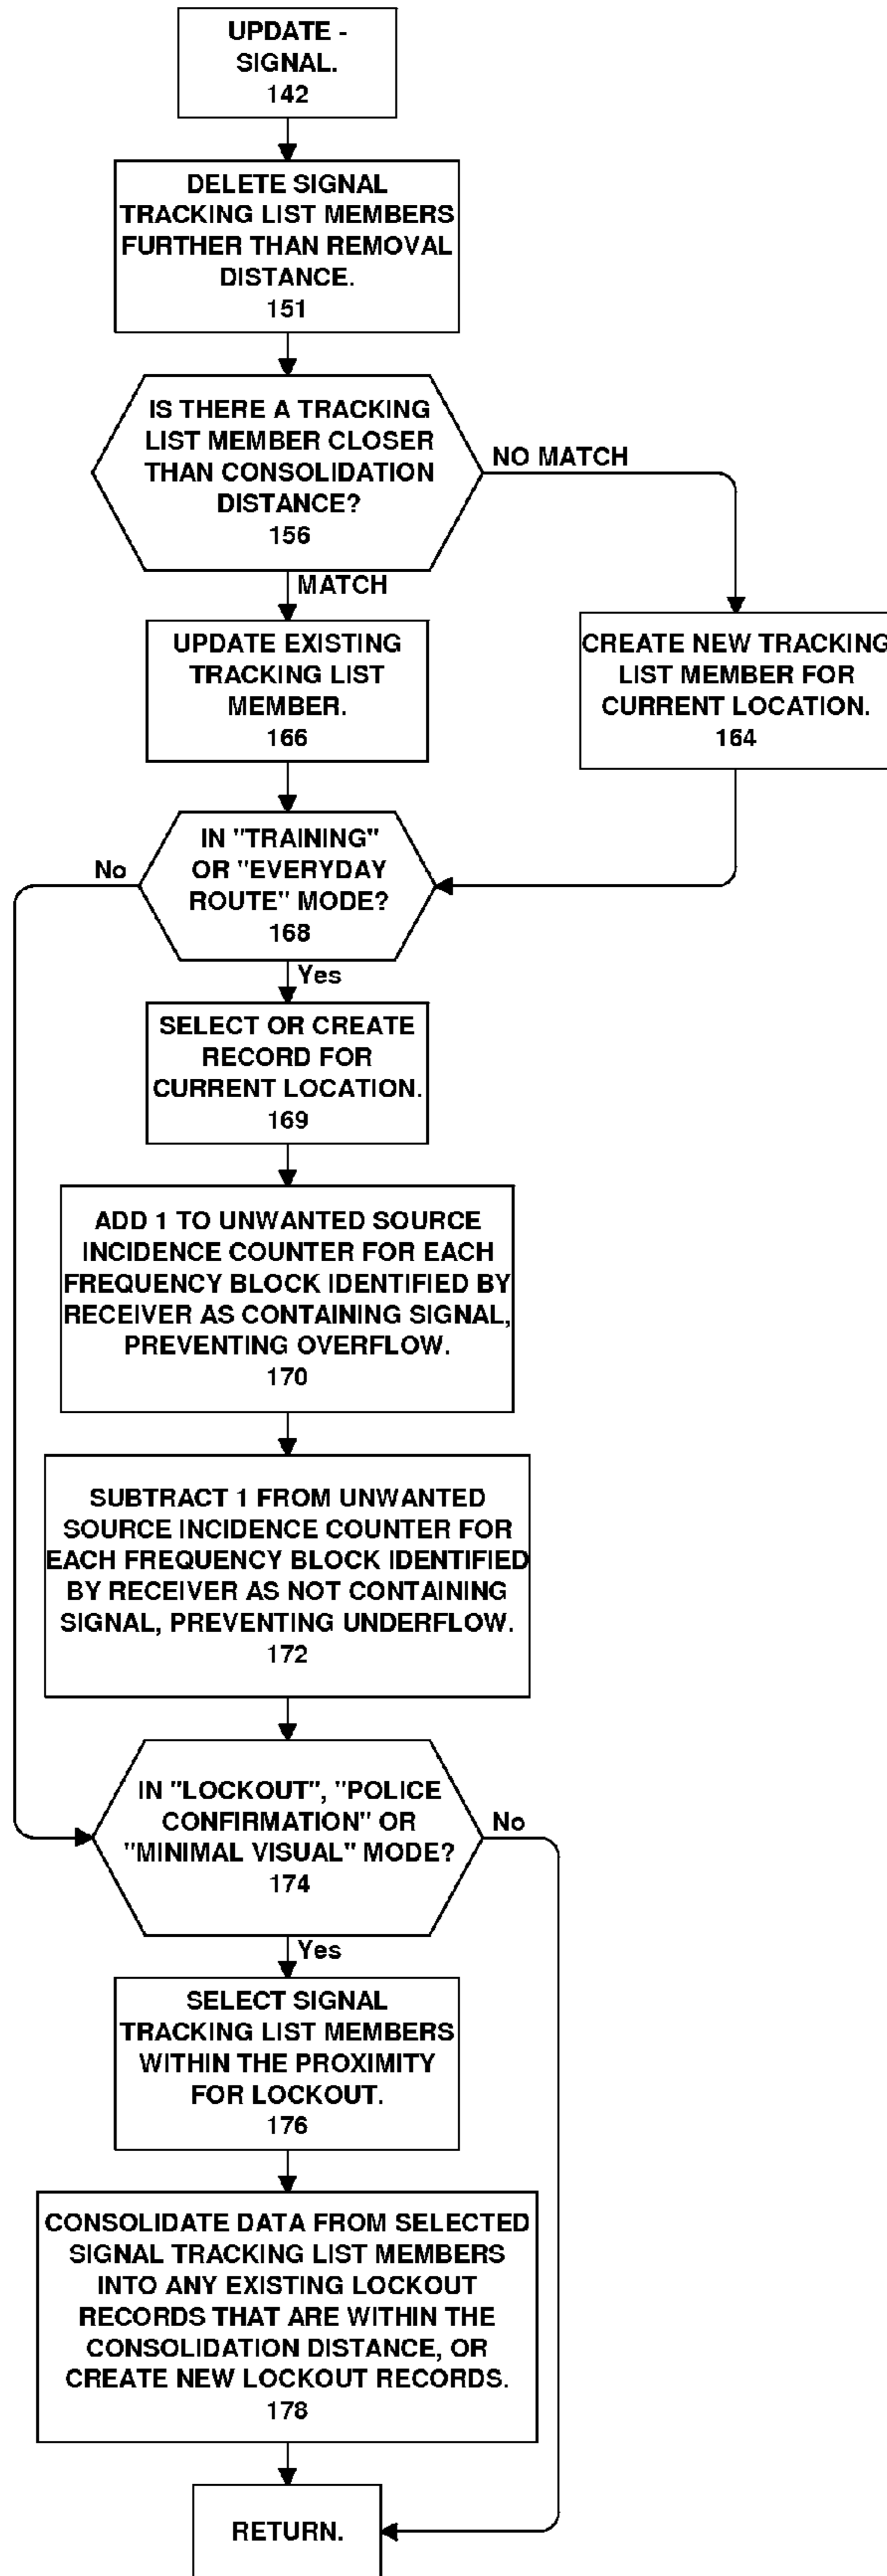 UPDATE -
SIGNAL.
142
DELETE SIGNAL
TRACKING LIST MEMBERS
FURTHER THAN REMOVAL
DISTANCE.
151
IS THERE A TRACKING
LIST MEMBER CLOSER
THAN CONSOLIDATION
DISTANCE?
156
NO MATCH
MATCH
UPDATE EXISTING
TRACKING LIST
MEMBER.
166
CREATE NEW TRACKING
LIST MEMBER FOR
CURRENT LOCATION.
164
IN "TRAINING"
OR "EVERYDAY
ROUTE" MODE?
168
No
Yes
SELECT OR CREATE
RECORD FOR
CURRENT LOCATION.
169
ADD 1 TO UNWANTED SOURCE
INCIDENCE COUNTER FOR EACH
FREQUENCY BLOCK IDENTIFIED BY
RECEIVER AS CONTAINING SIGNAL,
PREVENTING OVERFLOW.
170
SUBTRACT 1 FROM UNWANTED
SOURCE INCIDENCE COUNTER FOR
EACH FREQUENCY BLOCK IDENTIFIED
BY RECEIVER AS NOT CONTAINING
SIGNAL, PREVENTING UNDERFLOW.
172
IN "LOCKOUT", "POLICE
CONFIRMATION" OR
"MINIMAL VISUAL" MODE?
174
No
Yes
SELECT SIGNAL
TRACKING LIST MEMBERS
WITHIN THE PROXIMITY
FOR LOCKOUT.
176
CONSOLIDATE DATA FROM SELECTED
SIGNAL TRACKING LIST MEMBERS
INTO ANY EXISTING LOCKOUT
RECORDS THAT ARE WITHIN THE
CONSOLIDATION DISTANCE, OR
CREATE NEW LOCKOUT RECORDS.
178
RETURN.